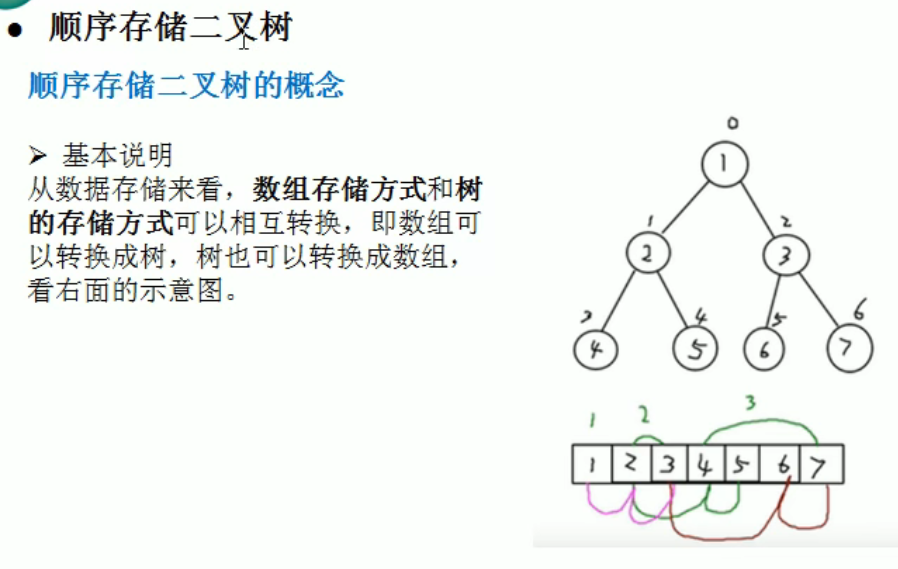 ● 顺序存储二叉树
顺序存储二叉树的概念
➢ 基本说明
从数据存储来看，数组存储方式和树
的存储方式可以相互转换，即数组可
以转换成树，树也可以转换成数组，
看右面的示意图。
0
1
1 2
2 3
4 5 6
4 5 6 7
1 2 3
1 2 3 4 5 6 7